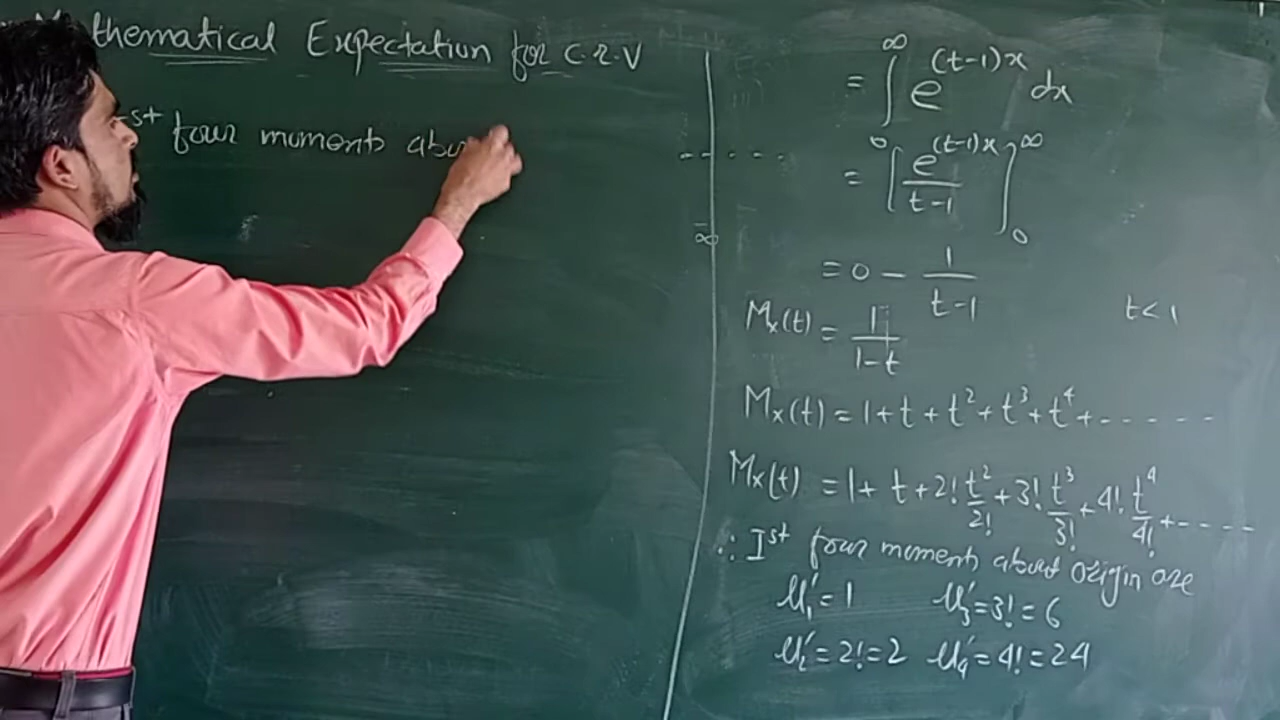 thematical Expectation for C.R.V
st four moments abou
∞
= ∫ e^(t-1)x dx
0
= [e^(t-1)x / t-1]∞ 0
∞
= 0 - 1/t-1
Mx(t) = 1/1-t t<1
Mx(t) = 1+t+t²+t³+t⁴+-----
Mx(t) = 1+t+2!t²/2!+3!t³/3!+4!t⁴/4!+----
∴ Ist four moments about origin are
μ₁' = 1 μ₃' = 3! = 6
μ₂' = 2! = 2 μ₄' = 4! = 24